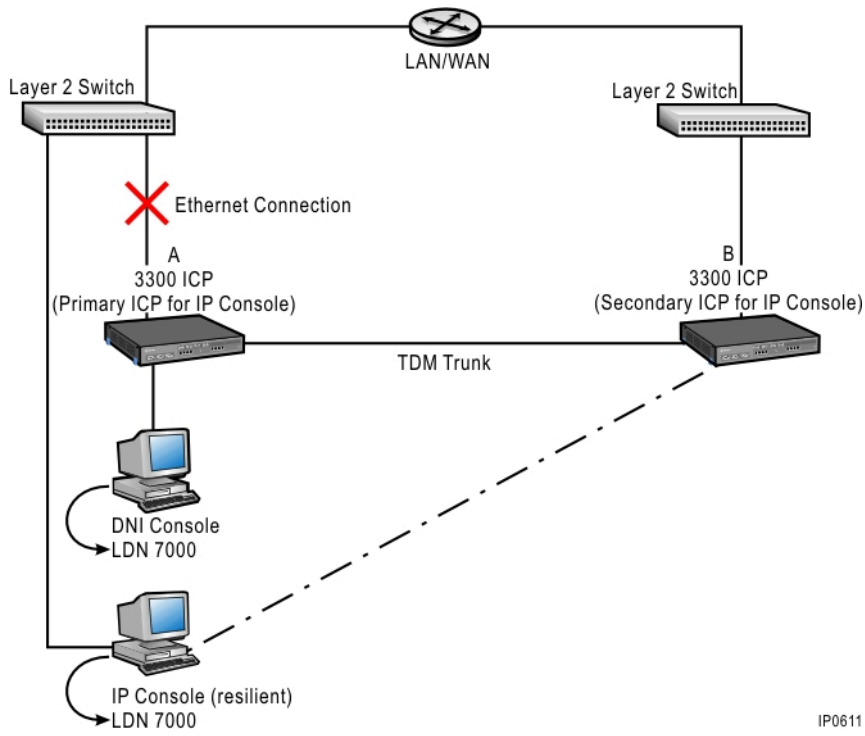 LAN/WAN
Layer 2 Switch
Layer 2 Switch
Ethernet Connection
A
3300 ICP
(Primary ICP for IP Console)
B
3300 ICP
(Secondary ICP for IP Console)
TDM Trunk
DNI Console
LDN 7000
IP Console (resilient)
LDN 7000
IP0611